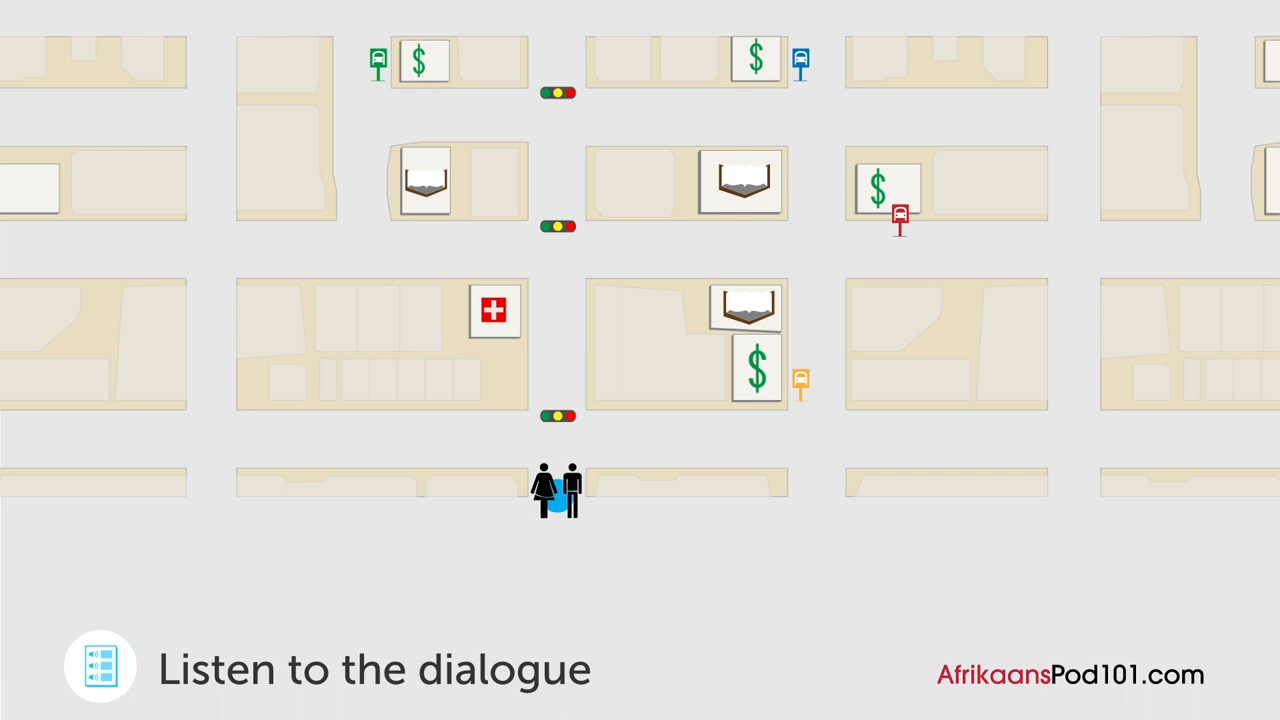 $
$
$
$
Listen to the dialogue
AfrikaansPod101.com